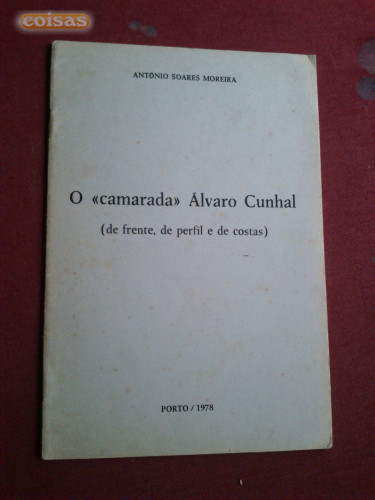 coisas
ANTÓNIO SOARES MOREIRA
O «camarada» Álvaro Cunhal
(de frente, de perfil e de costas)
PORTO / 1978